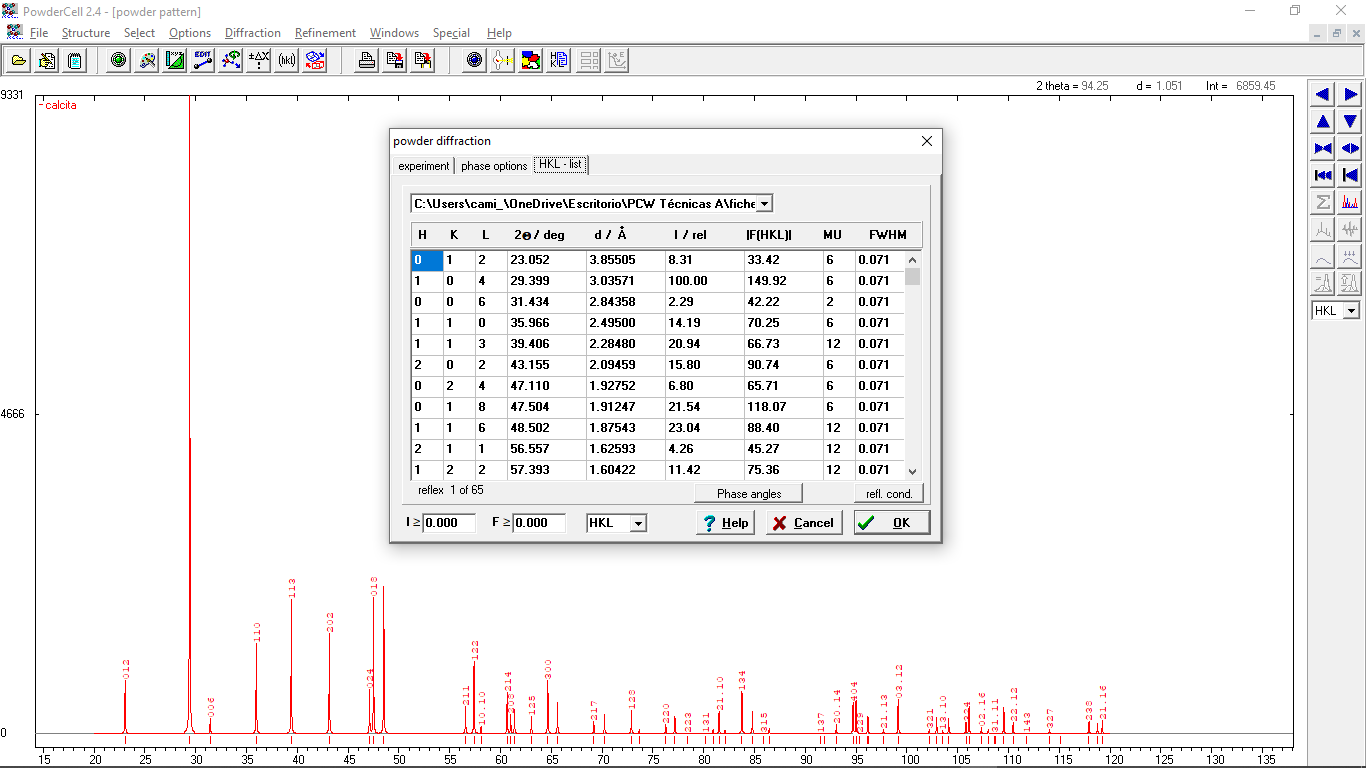 PowderCell 2.4 - [powder pattern]
File Structure Select Options Diffraction Refinement Windows Special Help
EDIT ±ΔX (hkl)
2 theta = 94.25 d = 1.051 Int = 6859.45
9331
calcita
4666
0
powder diffraction
experiment phase options HKL - list
C:\Users\cami_\OneDrive\Escritorio\PCW Técnicas A\fiche
H K L 2Θ / deg d / Å I / rel |F(HKL)| MU FWHM
0 1 2 23.052 3.85505 8.31 33.42 6 0.071
1 0 4 29.399 3.03571 100.00 149.92 6 0.071
0 0 6 31.434 2.84358 2.29 42.22 2 0.071
1 1 0 35.966 2.49500 14.19 70.25 6 0.071
1 1 3 39.406 2.28480 20.94 66.73 12 0.071
2 0 2 43.155 2.09459 15.80 90.74 6 0.071
0 2 4 47.110 1.92752 6.80 65.71 6 0.071
0 1 8 47.504 1.91247 21.54 118.07 6 0.071
1 1 6 48.502 1.87543 23.04 88.40 12 0.071
2 1 1 56.557 1.62593 4.26 45.27 12 0.071
1 2 2 57.393 1.60422 11.42 75.36 12 0.071
reflex 1 of 65
Phase angles refl. cond.
I ≥ 0.000 F ≥ 0.000 HKL ? Help Cancel OK
HKL
012 006 110 113 202 024 018 211 122 10.10 214 208 125 300 217 128 220 223 131 21.10 134 315 137 20.14 404 229 21.13 03.12 321 13.10 02.16 31.11 22.12 143 327 238 21.16
15 20 25 30 35 40 45 50 55 60 65 70 75 80 85 90 95 100 105 110 115 120 125 130 135